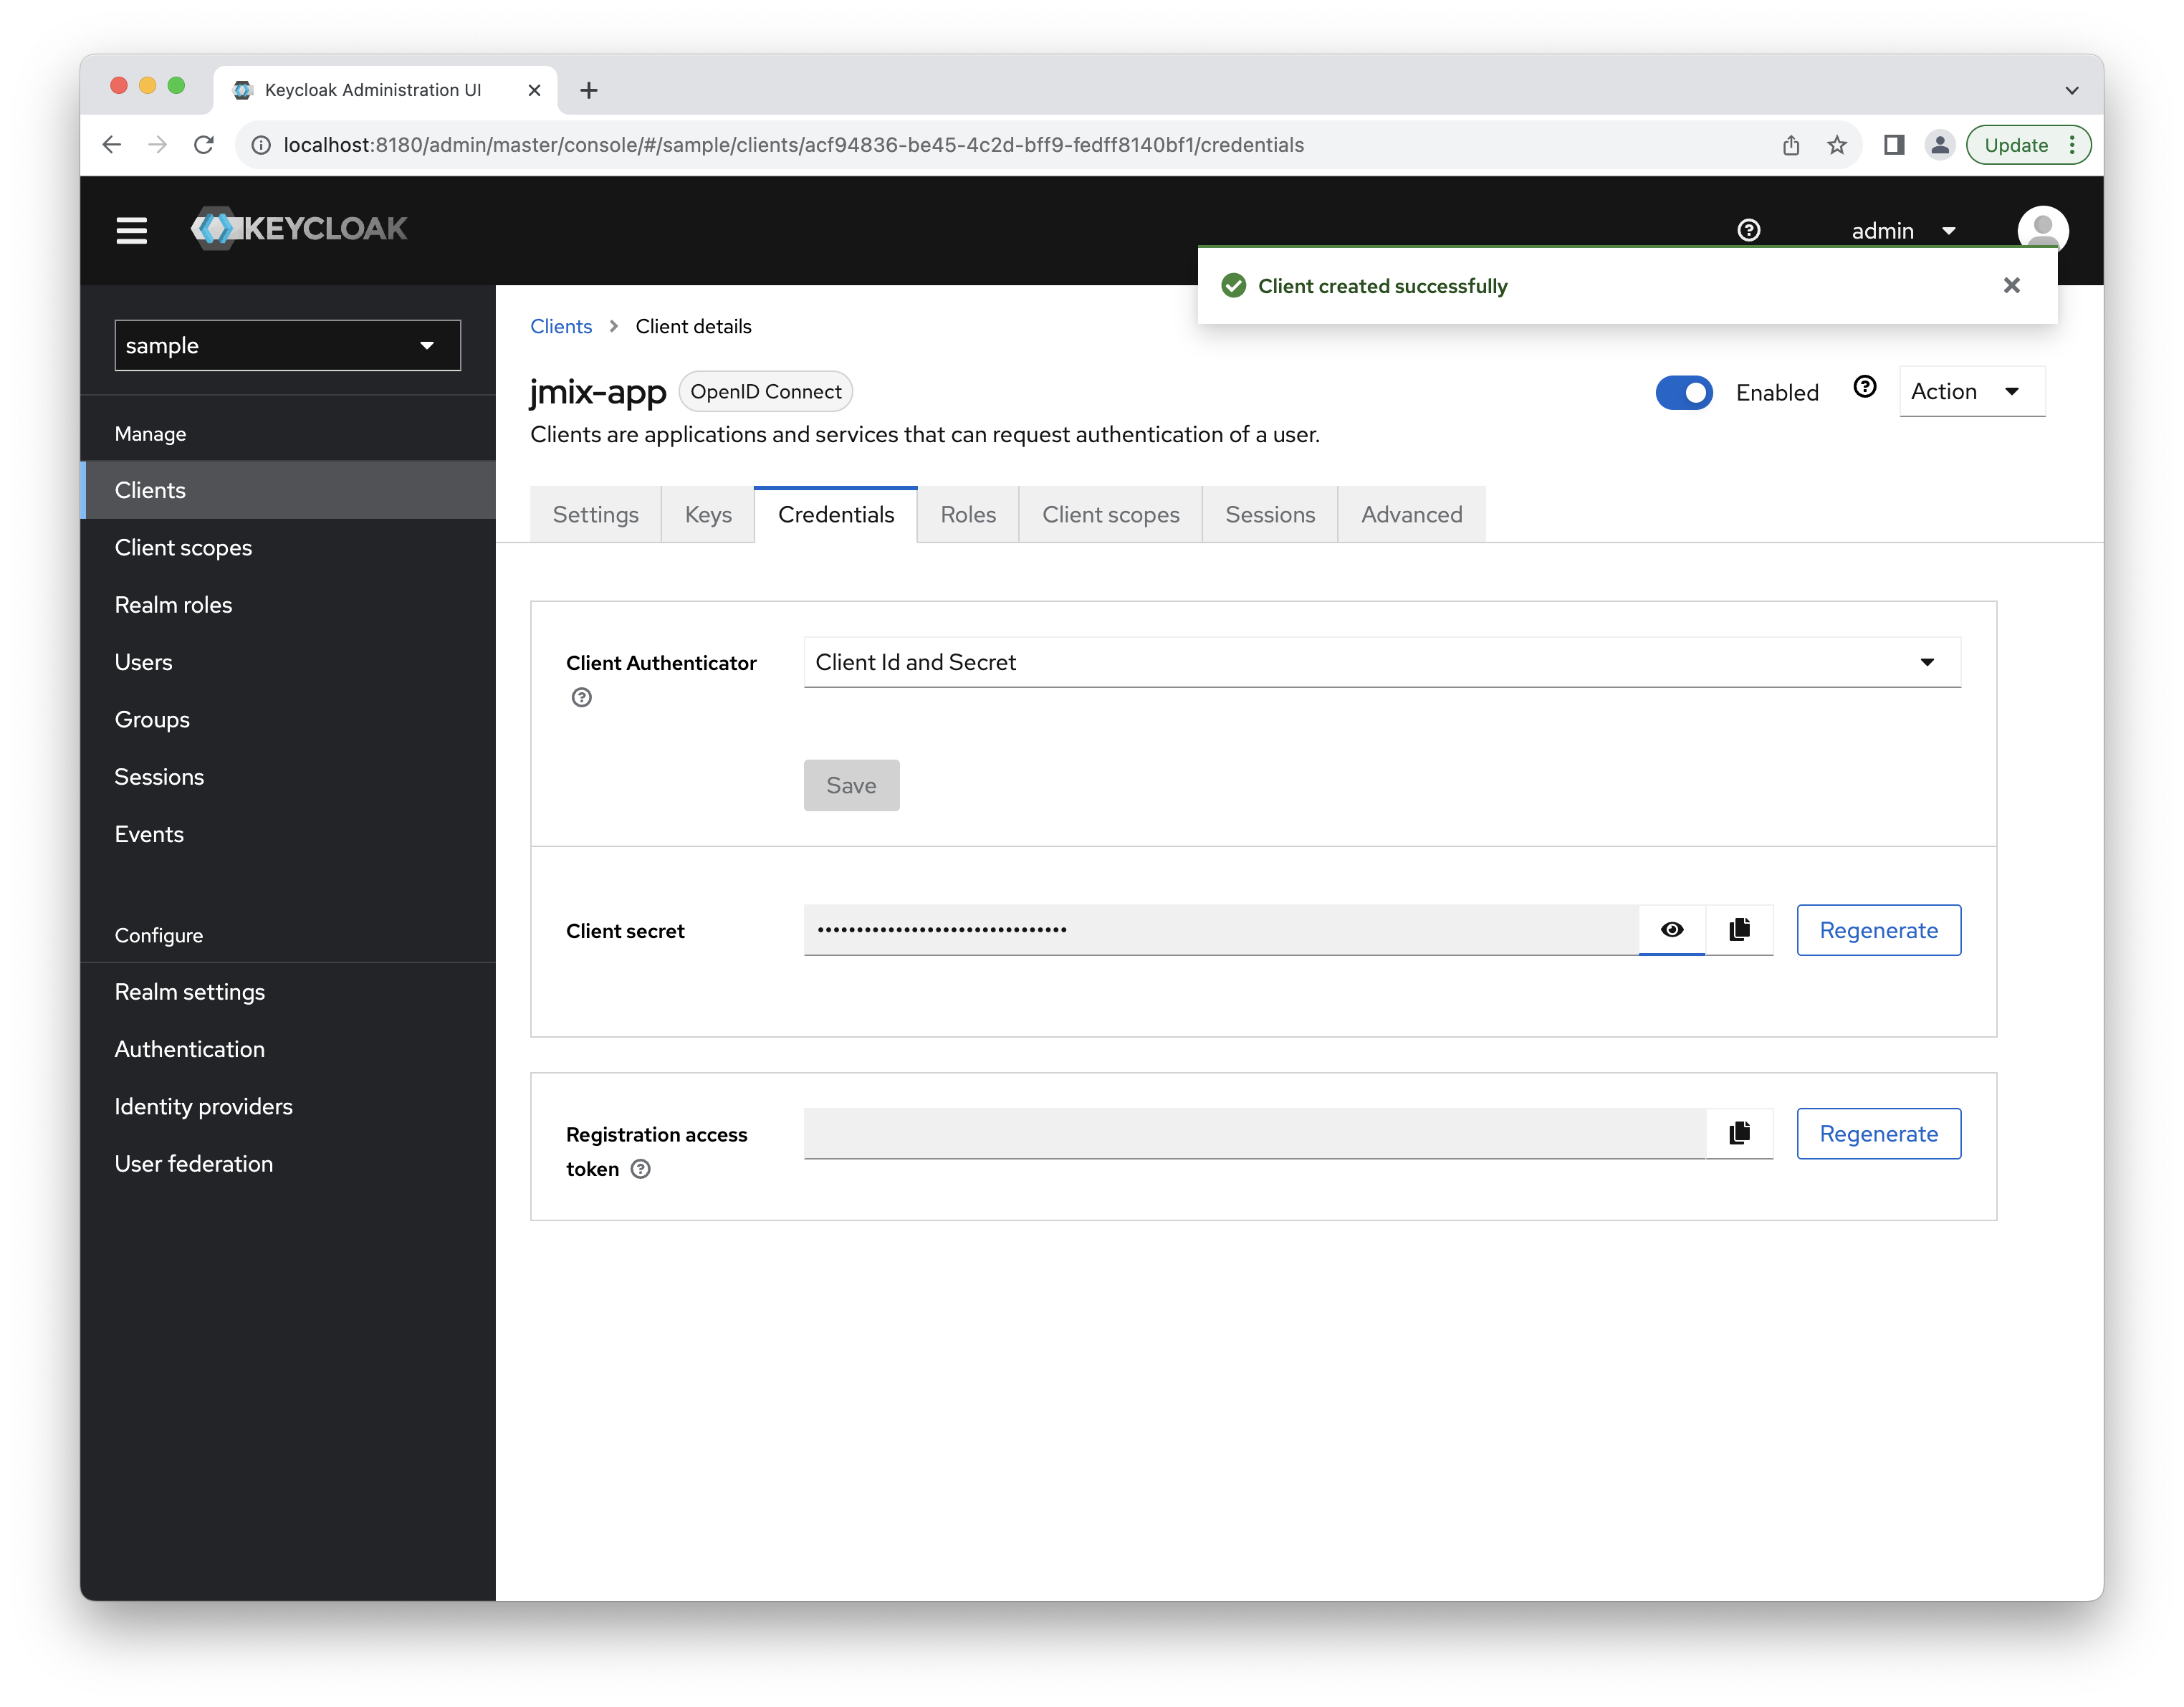 Keycloak Administration UI
localhost:8180/admin/master/console/#/sample/clients/acf94836-be45-4c2d-bff9-fedff8140bf1/credentials
Update
KEYCLOAK
admin
Client created successfully
sample
Manage
Clients
Client scopes
Realm roles
Users
Groups
Sessions
Events
Configure
Realm settings
Authentication
Identity providers
User federation
Clients > Client details
jmix-app OpenID Connect
Enabled
Action
Clients are applications and services that can request authentication of a user.
Settings Keys Credentials Roles Client scopes Sessions Advanced
Client Authenticator
Client Id and Secret
Save
Client secret
••••••••••••••••••••••••••••••••
Regenerate
Registration access
token
Regenerate